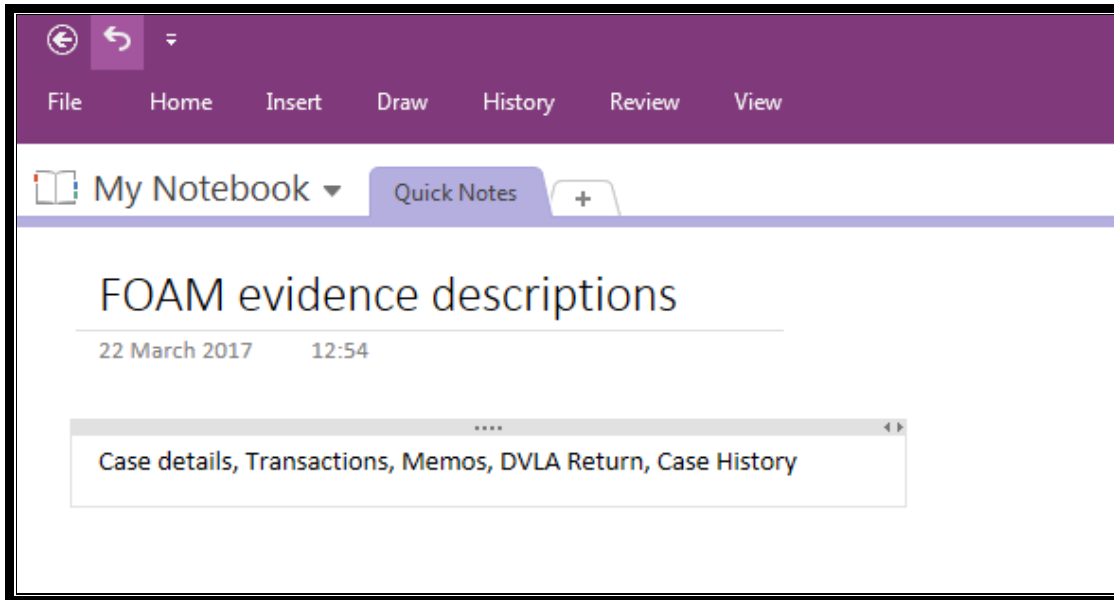 File Home Insert Draw History Review View
My Notebook Quick Notes +
FOAM evidence descriptions
22 March 2017 12:54
Case details, Transactions, Memos, DVLA Return, Case History